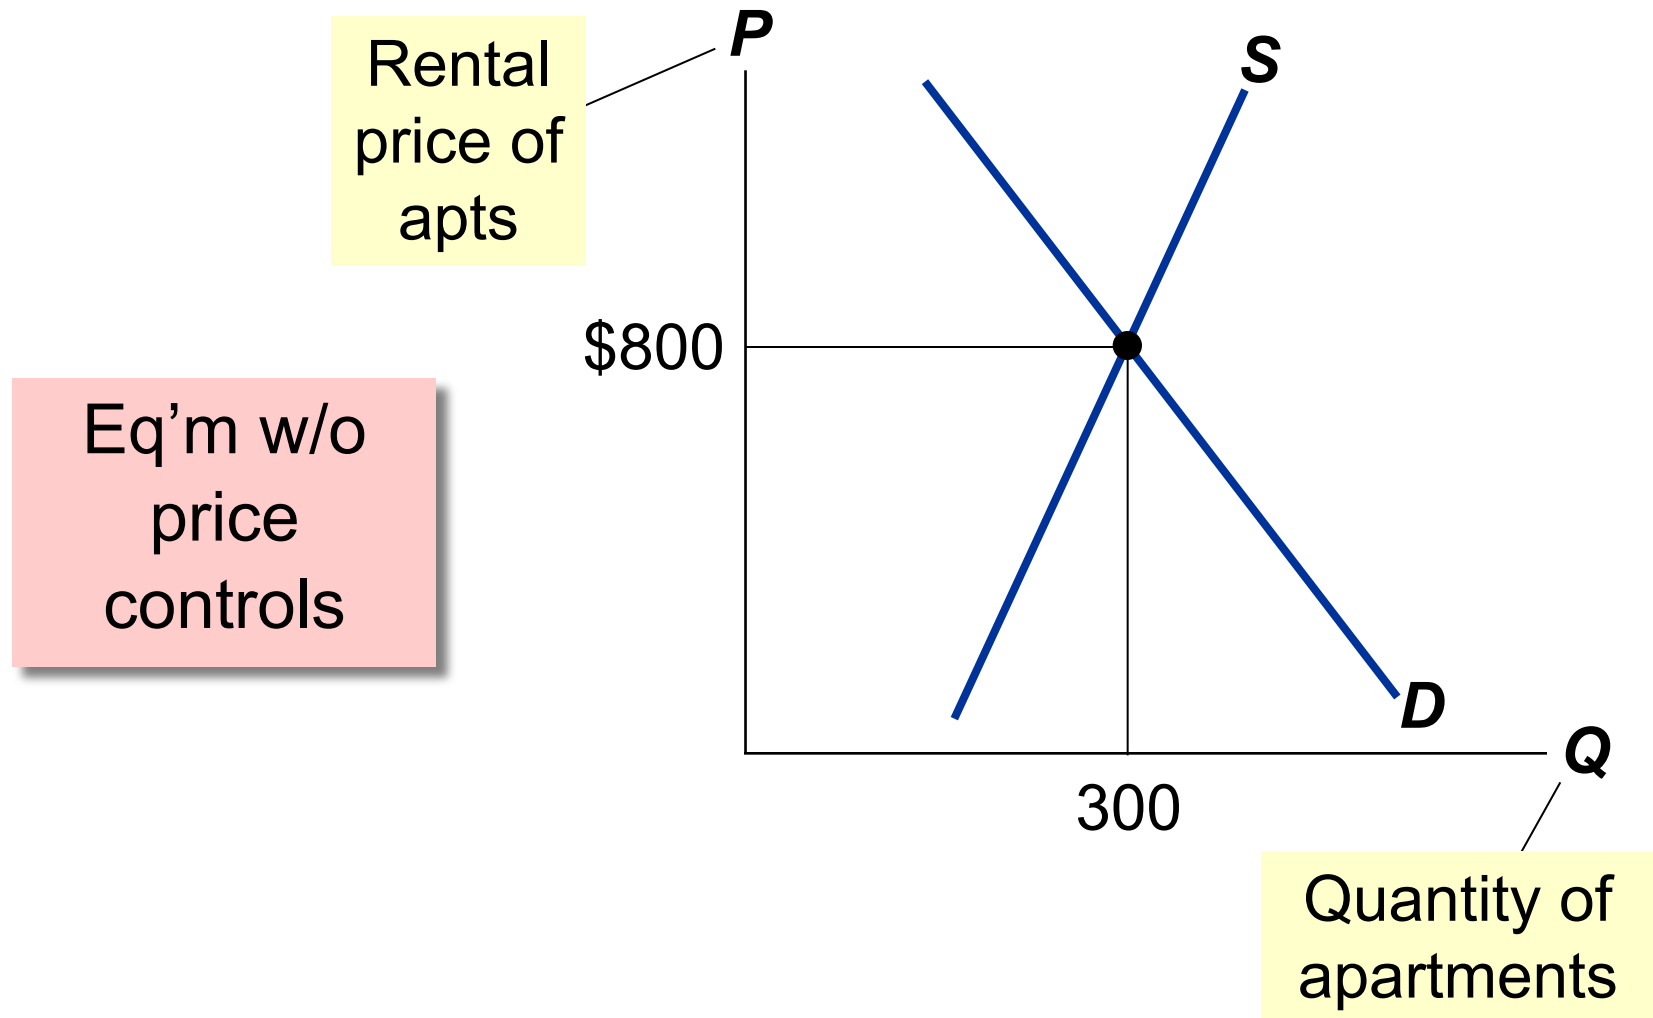 P
S
Rental
price of
apts
$800
Eq’m w/o
price
controls
D
Q
300
Quantity of
apartments